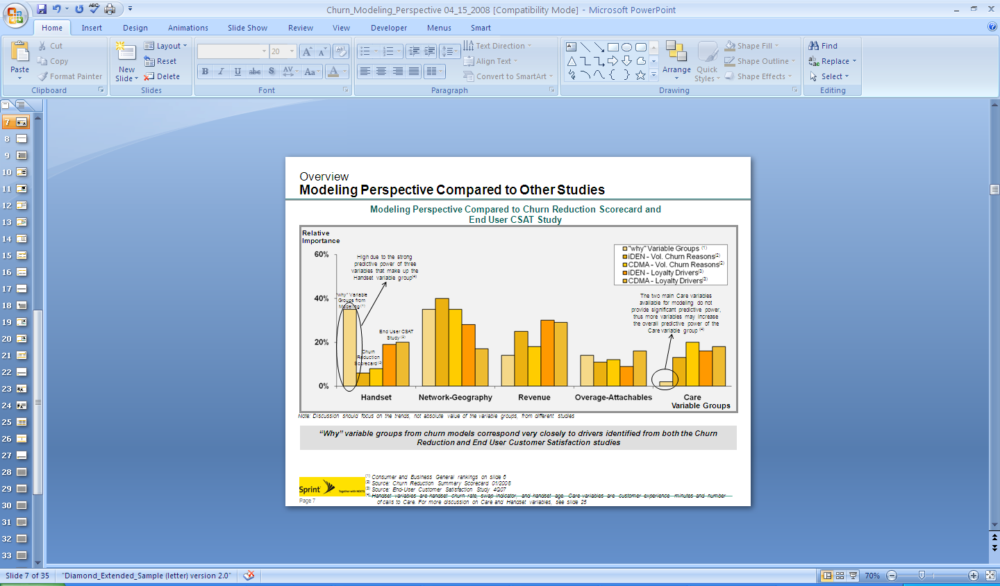 Churn_Modeling_Perspective 04_15_2008 [Compatibility Mode] - Microsoft PowerPoint
Home Insert Design Animations Slide Show Review View Developer Menus Smart
Paste
Cut
Copy
Format Painter
Clipboard
New Slide
Layout
Reset
Delete
Slides
20
B I U abc S AV Aa A
Font
Text Direction
Align Text
Convert to SmartArt
Paragraph
Arrange
Quick Styles
Shape Fill
Shape Outline
Shape Effects
Drawing
Find
Replace
Select
Editing
7
8
9
10
11
12
13
14
15
16
17
18
19
20
21
22
23
24
25
26
27
28
29
30
31
32
33
Overview
Modeling Perspective Compared to Other Studies
Modeling Perspective Compared to Churn Reduction Scorecard and
End User CSAT Study
Relative
Importance
60%
40%
20%
0%
High due to the strong
predictive power of three
variables that make up the
Handset variable group(4)
"why" Variable
Groups from
Modeling (1)
Churn
Reduction
Scorecard (2)
End User CSAT
Study (3)
"why" Variable Groups (1)
iDEN - Vol. Churn Reasons(2)
CDMA - Vol. Churn Reasons(2)
iDEN - Loyalty Drivers(3)
CDMA - Loyalty Drivers(3)
The two main Care variables
available for modeling do not
provide significant predictive power,
thus more variables may increase
the overall predictive power of the
Care variable group (4)
Handset Network-Geography Revenue Overage-Attachables Care
Variable Groups
Note: Discussion should focus on the trends, not absolute value of the variable groups, from different studies
“Why” variable groups from churn models correspond very closely to drivers identified from both the Churn
Reduction and End User Customer Satisfaction studies
Sprint
Together with NEXTEL
(1) Consumer and Business General rankings on slide 6
(2) Source: Churn Reduction Summary Scorecard 01/2008
(3) Source: End-User Customer Satisfaction Study 4Q07
(4) Handset variables are handset churn rate, swap indicator, and handset age. Care variables are customer experience minutes and number
of calls to Care. For more discussion on Care and Handset variables, see slide 25
Page 7
Slide 7 of 35 "Diamond_Extended_Sample (letter) version 2.0" 70%